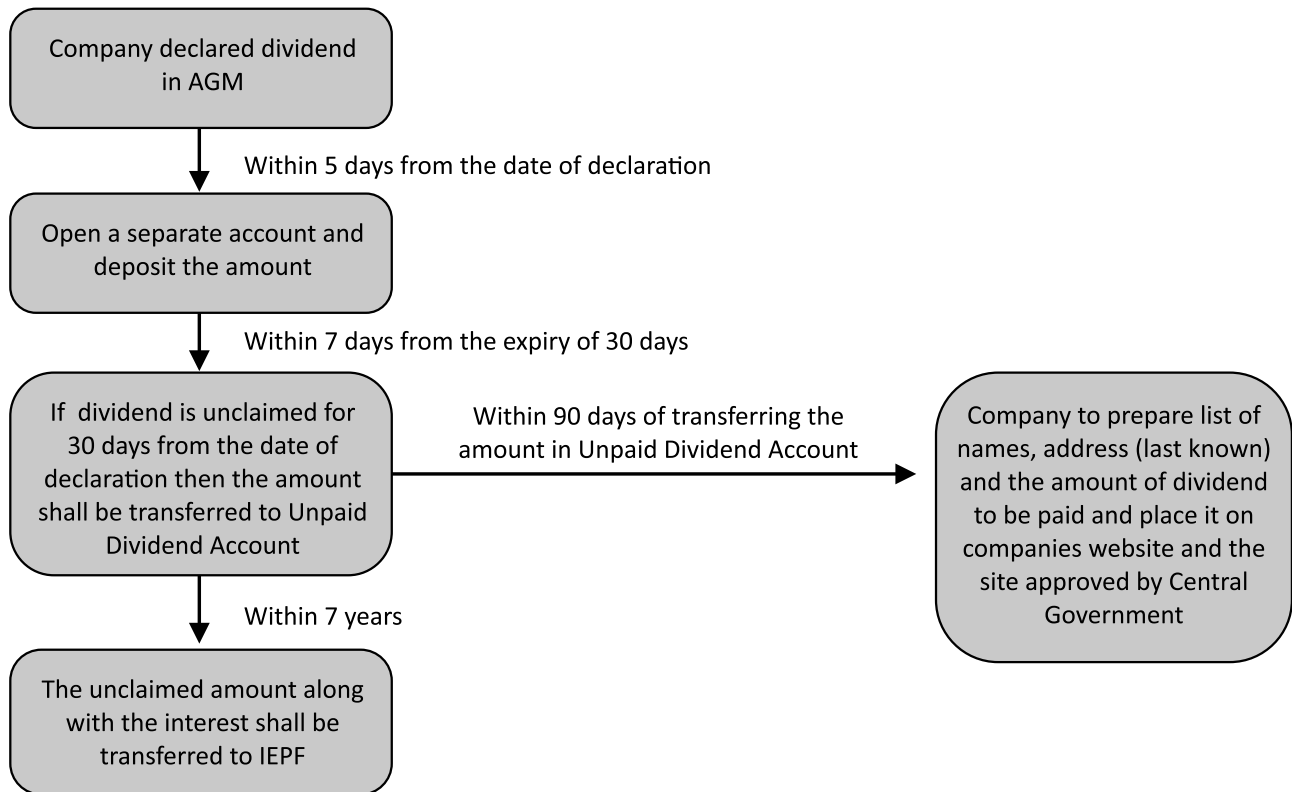 Company declared dividend
in AGM
Within 5 days from the date of declaration
Open a separate account and
deposit the amount
Within 7 days from the expiry of 30 days
If dividend is unclaimed for
30 days from the date of
declaration then the amount
shall be transferred to Unpaid
Dividend Account
Within 90 days of transferring the
amount in Unpaid Dividend Account
Company to prepare list of
names, address (last known)
and the amount of dividend
to be paid and place it on
companies website and the
site approved by Central
Government
Within 7 years
The unclaimed amount along
with the interest shall be
transferred to IEPF